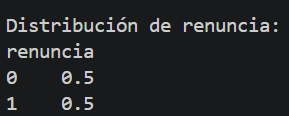 Distribución de renuncia:
renuncia
0    0.5
1    0.5